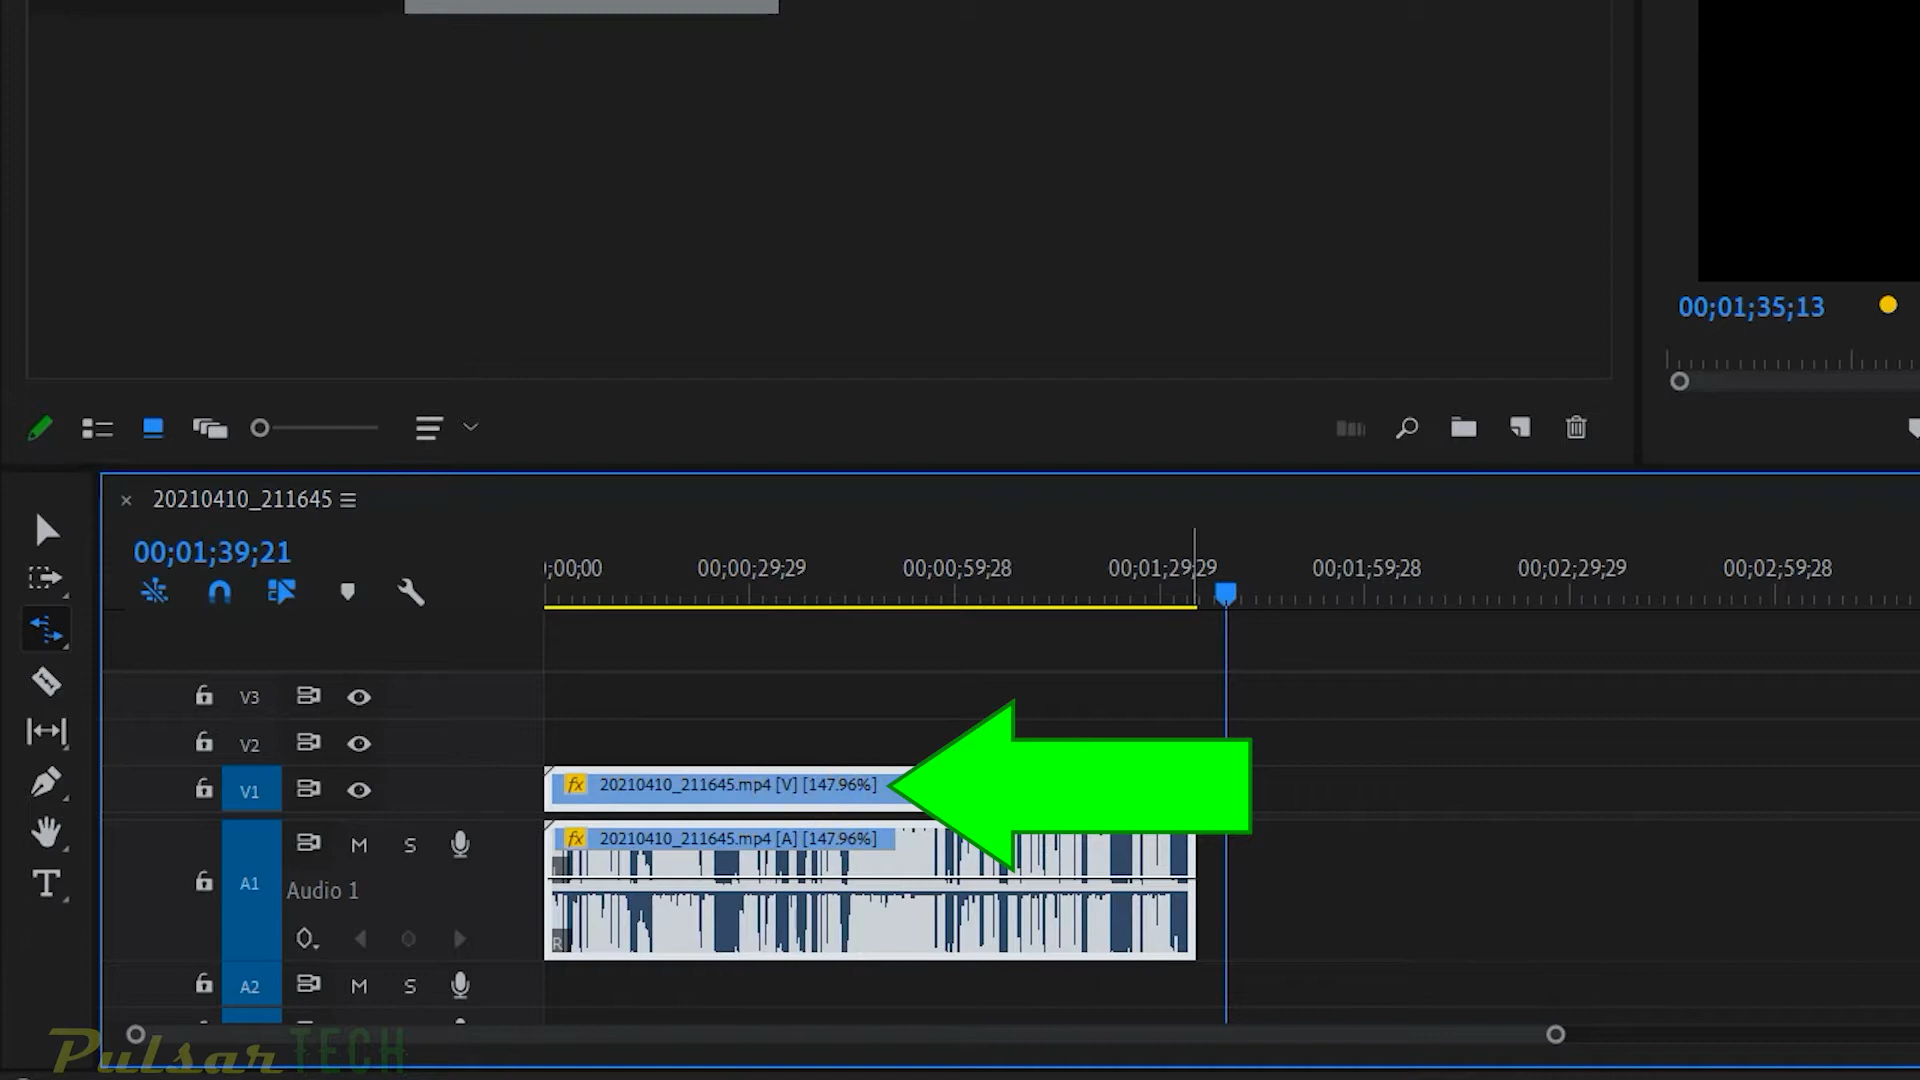 00;01;35;13
20210410_211645
00;01;39;21
;00;00 00;00;29;29 00;00;59;28 00;01;29;29 00;01;59;28 00;02;29;29 00;02;59;28
V3
V2
V1
fx 20210410_211645.mp4 [V] [147.96%]
M S
fx 20210410_211645.mp4 [A] [147.96%]
A1
Audio 1
R
A2 M S
T
Pulsar TECH